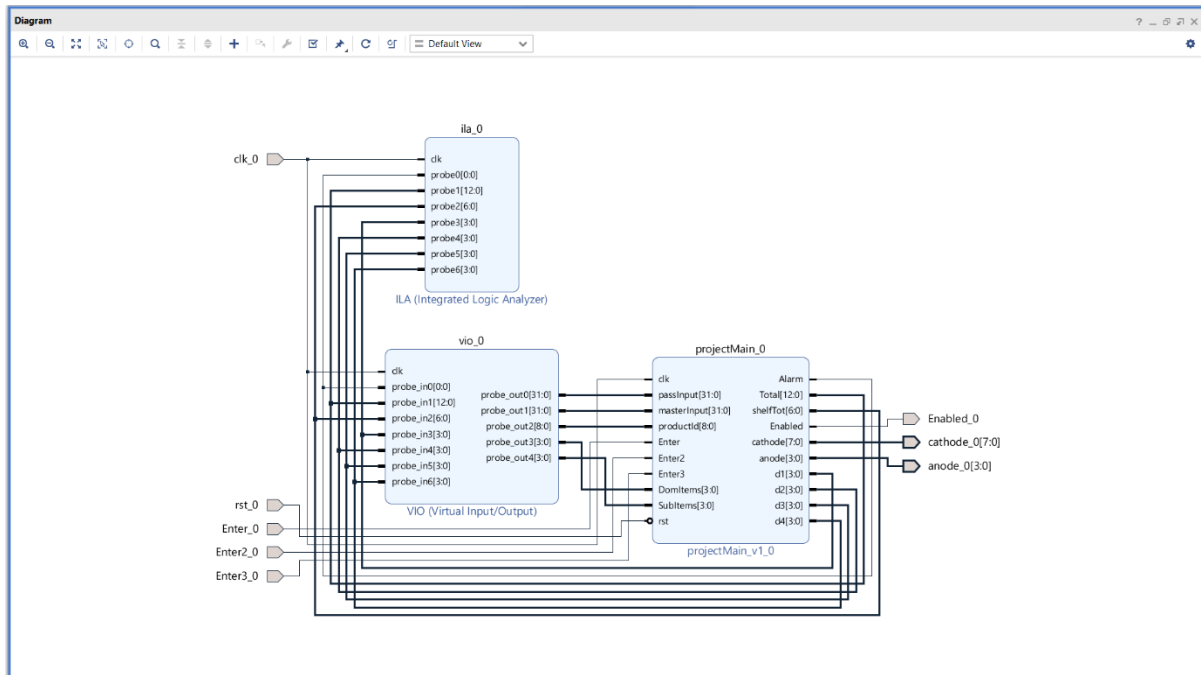 Diagram
Default View
ila_0
clk_0
clk
probe0[0:0]
probe1[12:0]
probe2[6:0]
probe3[3:0]
probe4[3:0]
probe5[3:0]
probe6[3:0]
ILA (Integrated Logic Analyzer)
vio_0
clk
probe_in0[0:0]
probe_in1[12:0]
probe_in2[6:0]
probe_in3[3:0]
probe_in4[3:0]
probe_in5[3:0]
probe_in6[3:0]
probe_out0[31:0]
probe_out1[31:0]
probe_out2[8:0]
probe_out3[3:0]
probe_out4[3:0]
VIO (Virtual Input/Output)
rst_0
Enter_0
Enter2_0
Enter3_0
projectMain_0
clk
passInput[31:0]
masterInput[31:0]
productId[8:0]
Enter
Enter2
Enter3
DomItems[3:0]
SubItems[3:0]
rst
Alarm
Total[12:0]
shelfTot[6:0]
Enabled
cathode[7:0]
anode[3:0]
d1[3:0]
d2[3:0]
d3[3:0]
d4[3:0]
projectMain_v1_0
Enabled_0
cathode_0[7:0]
anode_0[3:0]